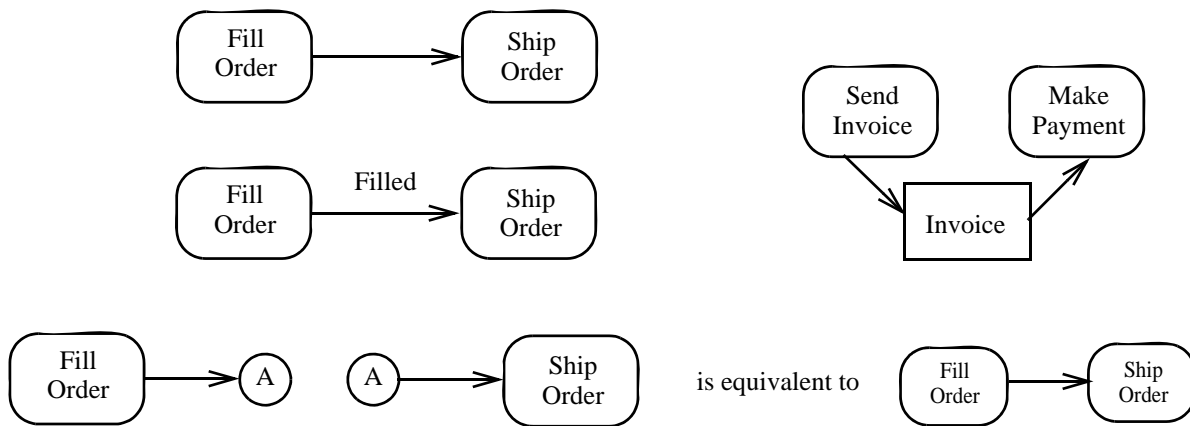 Fill
Order
Ship
Order
Send
Invoice
Make
Payment
Fill
Order
Filled
Ship
Order
Invoice
Fill
Order
A
A
Ship
Order
is equivalent to
Fill
Order
Ship
Order